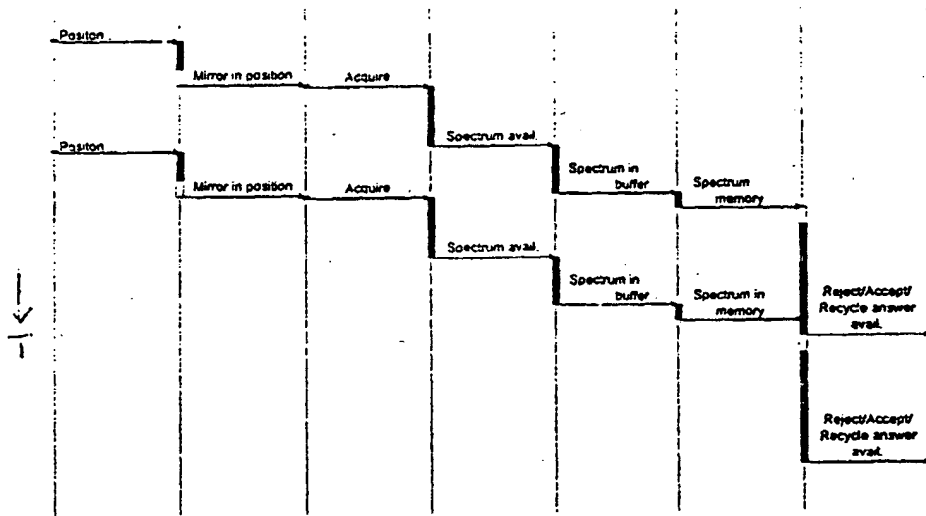 Positon
Mirror in position
Acquire
Spectrum avail.
Positon
Spectrum in
buffer
Spectrum
memory
Mirror in position
Acquire
Spectrum avail.
Spectrum in
buffer
Spectrum in
memory
Reject/Accept/
Recycle answer
avail.
Reject/Accept/
Recycle answer
avail.